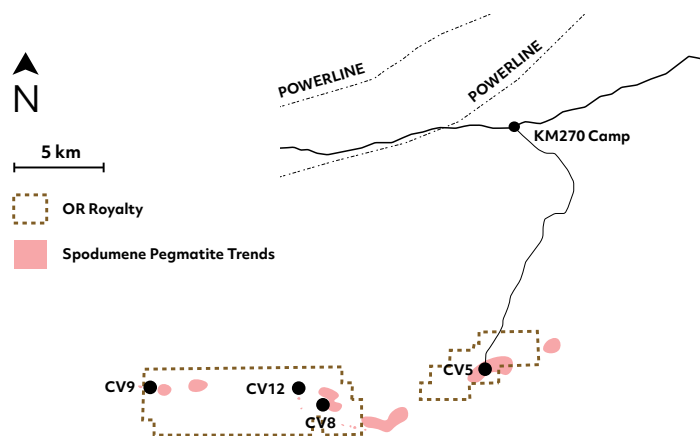 POWERLINE
POWERLINE
N
KM270 Camp
5 km
OR Royalty
Spodumene Pegmatite Trends
CV5
CV9
CV12
CV8